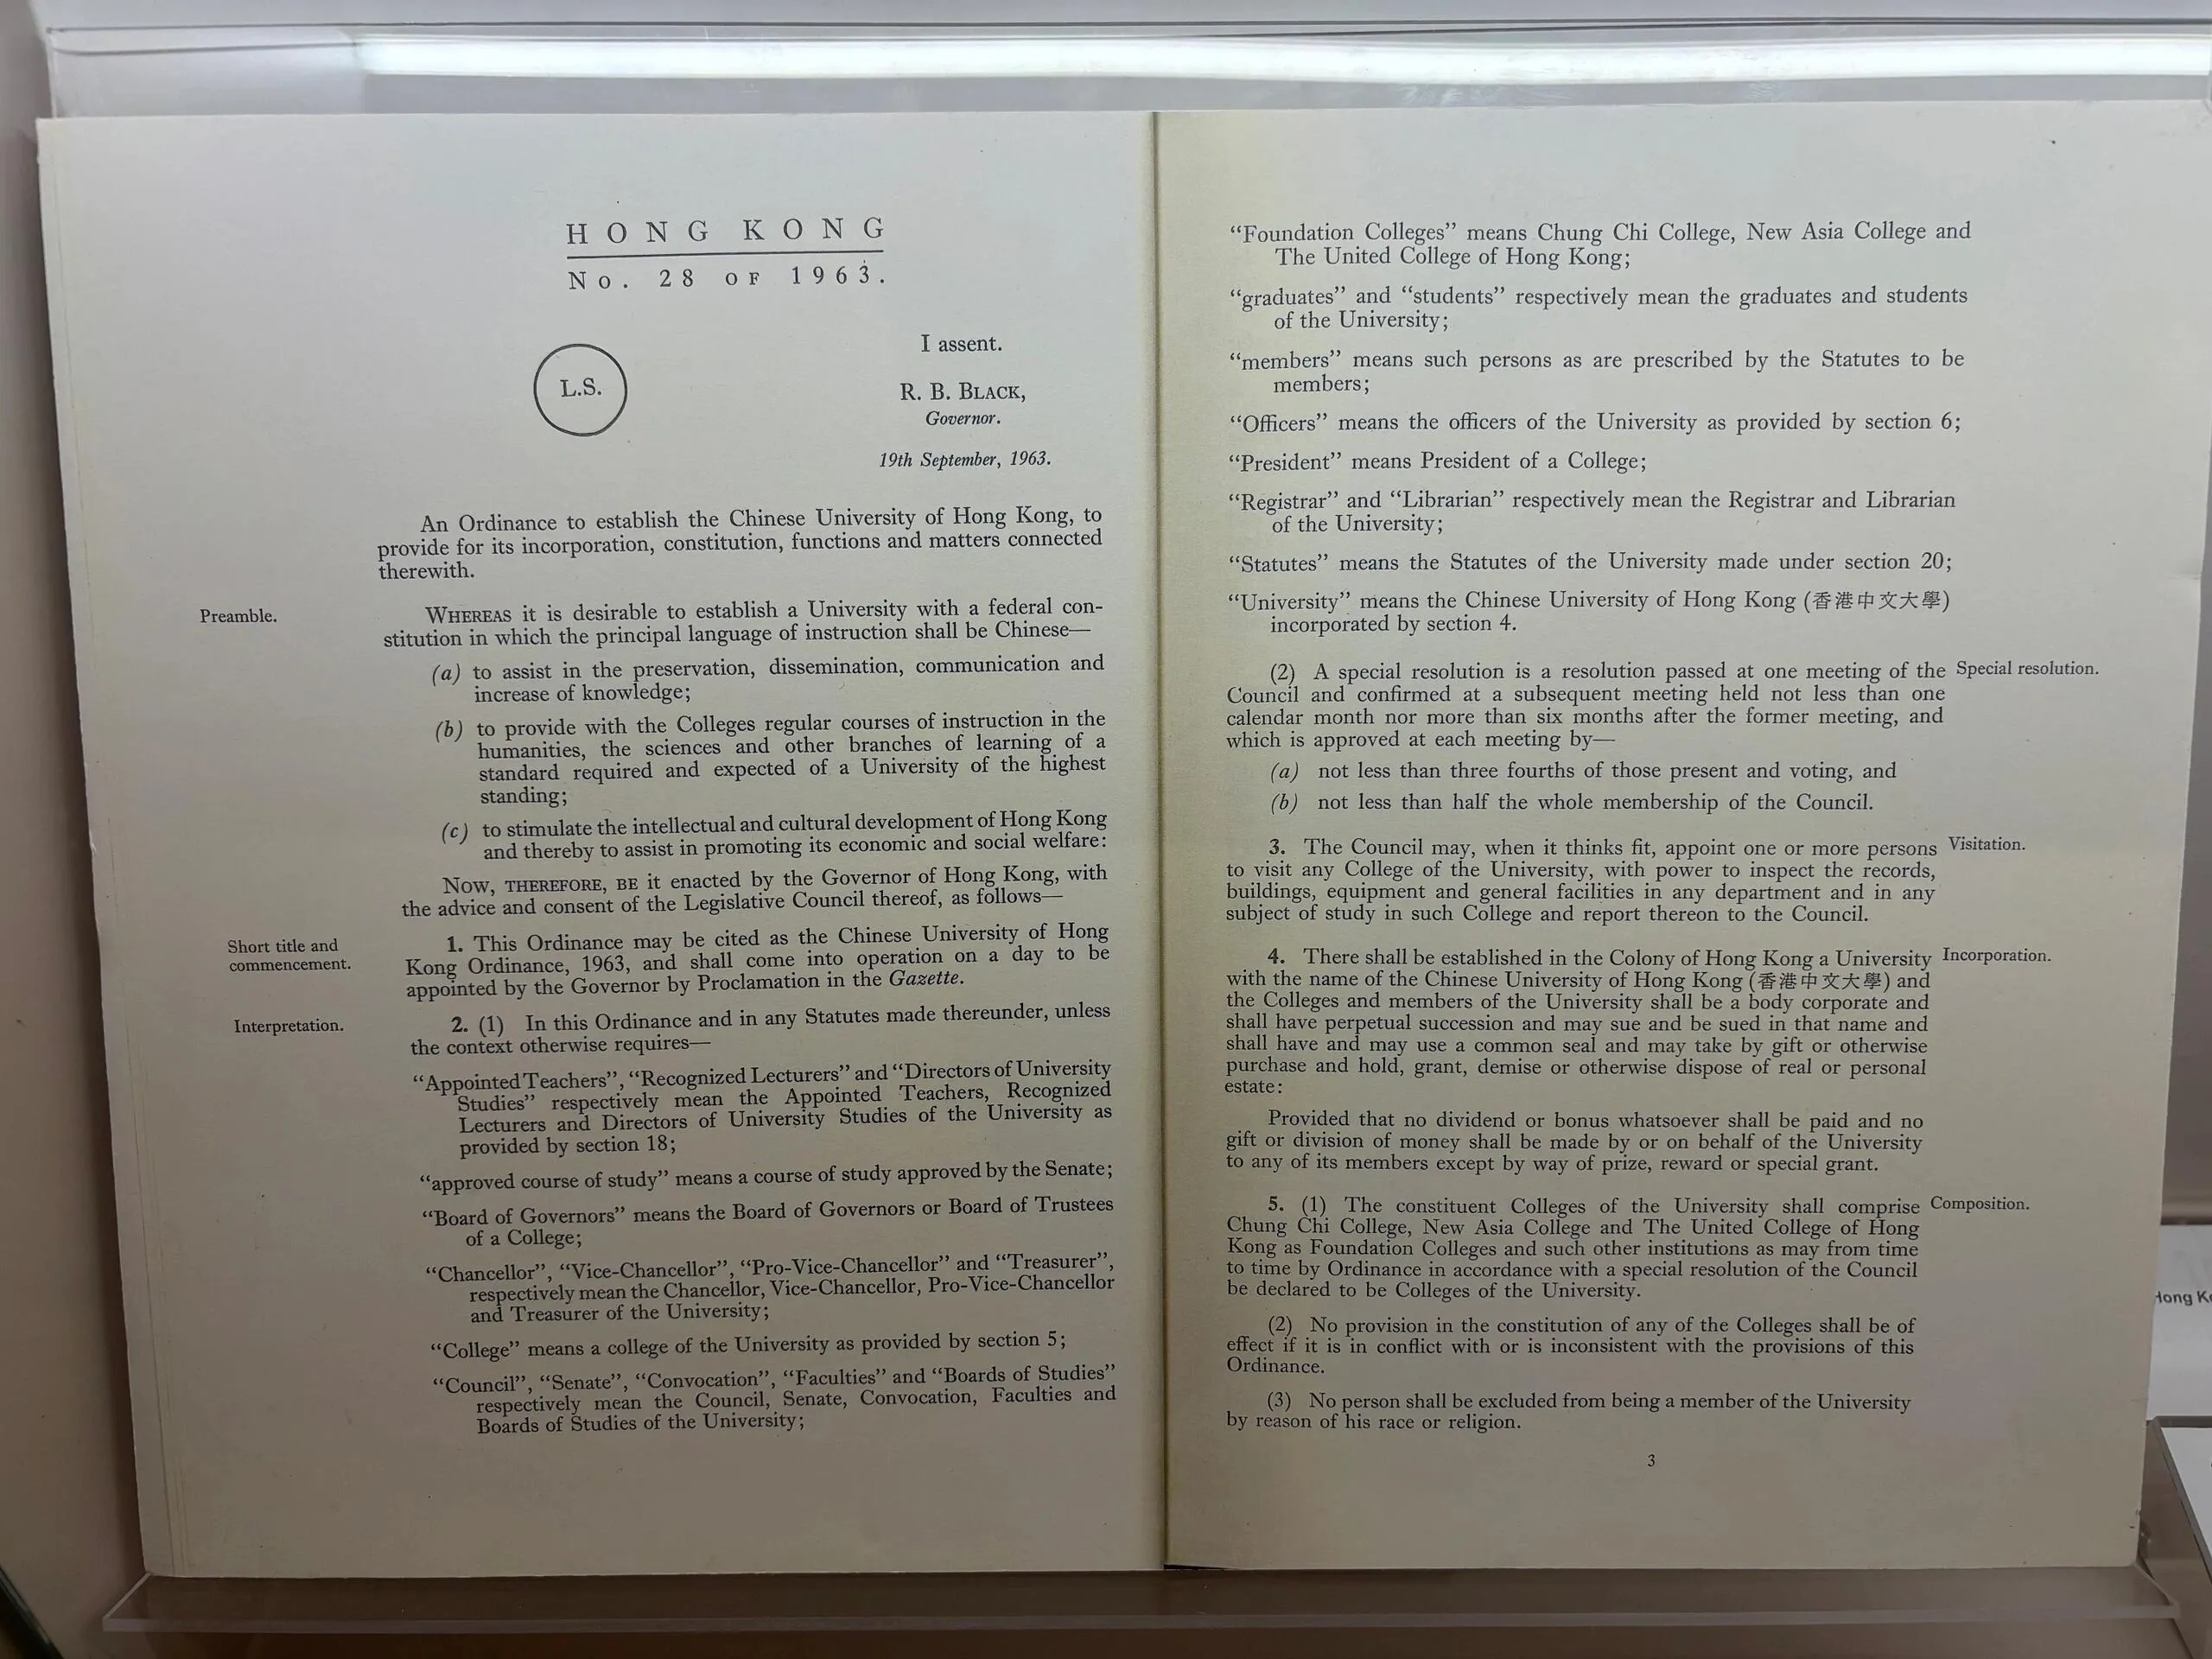 HONG KONG
No. 28 OF 1963.
L.S.
I assent.
R. B. BLACK,
Governor.
19th September, 1963.
An Ordinance to establish the Chinese University of Hong Kong, to
provide for its incorporation, constitution, functions and matters connected
therewith.
Preamble.
WHEREAS it is desirable to establish a University with a federal con-
stitution in which the principal language of instruction shall be Chinese—
(a) to assist in the preservation, dissemination, communication and
increase of knowledge;
(b) to provide with the Colleges regular courses of instruction in the
humanities, the sciences and other branches of learning of a
standard required and expected of a University of the highest
standing;
(c) to stimulate the intellectual and cultural development of Hong Kong
and thereby to assist in promoting its economic and social welfare:
NOW, THEREFORE, BE it enacted by the Governor of Hong Kong, with
the advice and consent of the Legislative Council thereof, as follows—
Short title and
commencement.
1. This Ordinance may be cited as the Chinese University of Hong
Kong Ordinance, 1963, and shall come into operation on a day to be
appointed by the Governor by Proclamation in the Gazette.
Interpretation.
2. (1) In this Ordinance and in any Statutes made thereunder, unless
the context otherwise requires—
“Appointed Teachers”, “Recognized Lecturers” and “Directors of University
Studies” respectively mean the Appointed Teachers, Recognized
Lecturers and Directors of University Studies of the University as
provided by section 18;
“approved course of study” means a course of study approved by the Senate;
“Board of Governors” means the Board of Governors or Board of Trustees
of a College;
“Chancellor”, “Vice-Chancellor”, “Pro-Vice-Chancellor” and “Treasurer”,
respectively mean the Chancellor, Vice-Chancellor, Pro-Vice-Chancellor
and Treasurer of the University;
“College” means a college of the University as provided by section 5;
“Council”, “Senate”, “Convocation”, “Faculties” and “Boards of Studies”
respectively mean the Council, Senate, Convocation, Faculties and
Boards of Studies of the University;
“Foundation Colleges” means Chung Chi College, New Asia College and
The United College of Hong Kong;
“graduates” and “students” respectively mean the graduates and students
of the University;
“members” means such persons as are prescribed by the Statutes to be
members;
“Officers” means the officers of the University as provided by section 6;
“President” means President of a College;
“Registrar” and “Librarian” respectively mean the Registrar and Librarian
of the University;
“Statutes” means the Statutes of the University made under section 20;
“University” means the Chinese University of Hong Kong (香港中文大學)
incorporated by section 4.
(2) A special resolution is a resolution passed at one meeting of the
Special resolution.
Council and confirmed at a subsequent meeting held not less than one
calendar month nor more than six months after the former meeting, and
which is approved at each meeting by—
(a) not less than three fourths of those present and voting, and
(b) not less than half the whole membership of the Council.
3. The Council may, when it thinks fit, appoint one or more persons
Visitation.
to visit any College of the University, with power to inspect the records,
buildings, equipment and general facilities in any department and in any
subject of study in such College and report thereon to the Council.
4. There shall be established in the Colony of Hong Kong a University
Incorporation.
with the name of the Chinese University of Hong Kong (香港中文大學) and
the Colleges and members of the University shall be a body corporate and
shall have perpetual succession and may sue and be sued in that name and
shall have and may use a common seal and may take by gift or otherwise
purchase and hold, grant, demise or otherwise dispose of real or personal
estate:
Provided that no dividend or bonus whatsoever shall be paid and no
gift or division of money shall be made by or on behalf of the University
to any of its members except by way of prize, reward or special grant.
5. (1) The constituent Colleges of the University shall comprise
Composition.
Chung Chi College, New Asia College and The United College of Hong
Kong as Foundation Colleges and such other institutions as may from time
to time by Ordinance in accordance with a special resolution of the Council
be declared to be Colleges of the University.
(2) No provision in the constitution of any of the Colleges shall be of
effect if it is in conflict with or is inconsistent with the provisions of this
Ordinance.
(3) No person shall be excluded from being a member of the University
by reason of his race or religion.
3